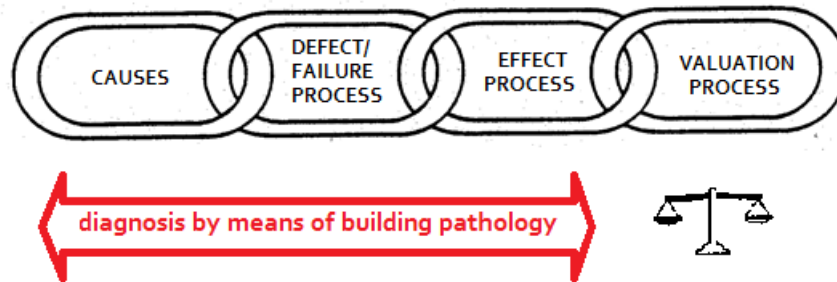 CAUSES
DEFECT/
FAILURE
PROCESS
EFFECT
PROCESS
VALUATION
PROCESS
diagnosis by means of building pathology